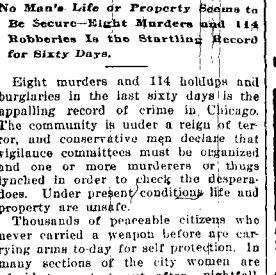 No Man's Life or Property Seems to
Be Secure—Eight Murders and 114
Robberies Is the Startling Record
for Sixty Days.
Eight murders and 114 holdups and
burglaries in the last sixty days is the
appalling record of crime in Chicago.
The community is under a reign of ter-
ror, and conservative men declare that
vigilance committees must be organized
and one or more murderers or thugs
lynched in order to check the despera-
does. Under present conditions life and
property are unsafe.
Thousands of peaceable citizens who
never carried a weapon before are car-
rying arms to-day for self protection. In
many sections of the city women are